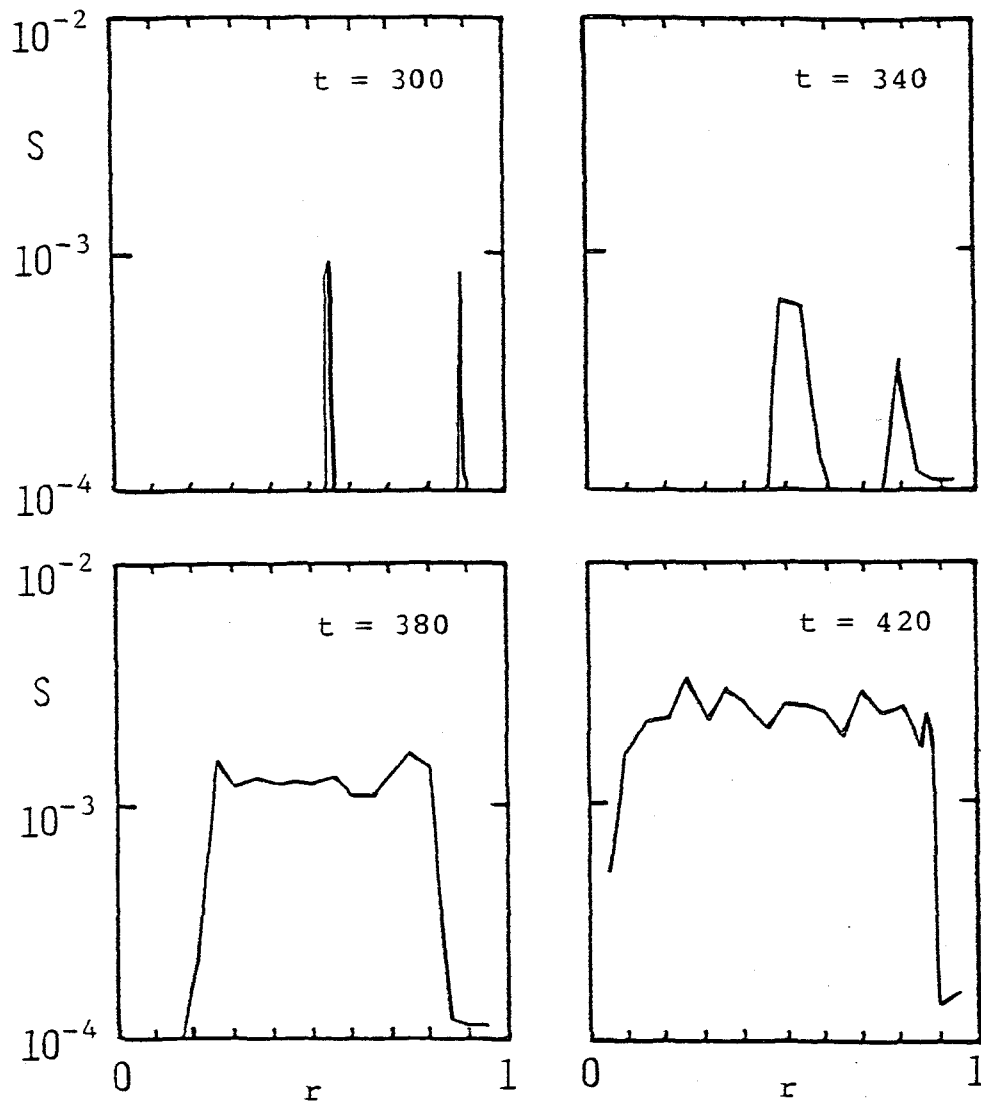 10⁻²
t = 300
t = 340
S
10⁻³
10⁻⁴
10⁻²
t = 380
t = 420
S
10⁻³
10⁻⁴
0
r
1
0
r
1